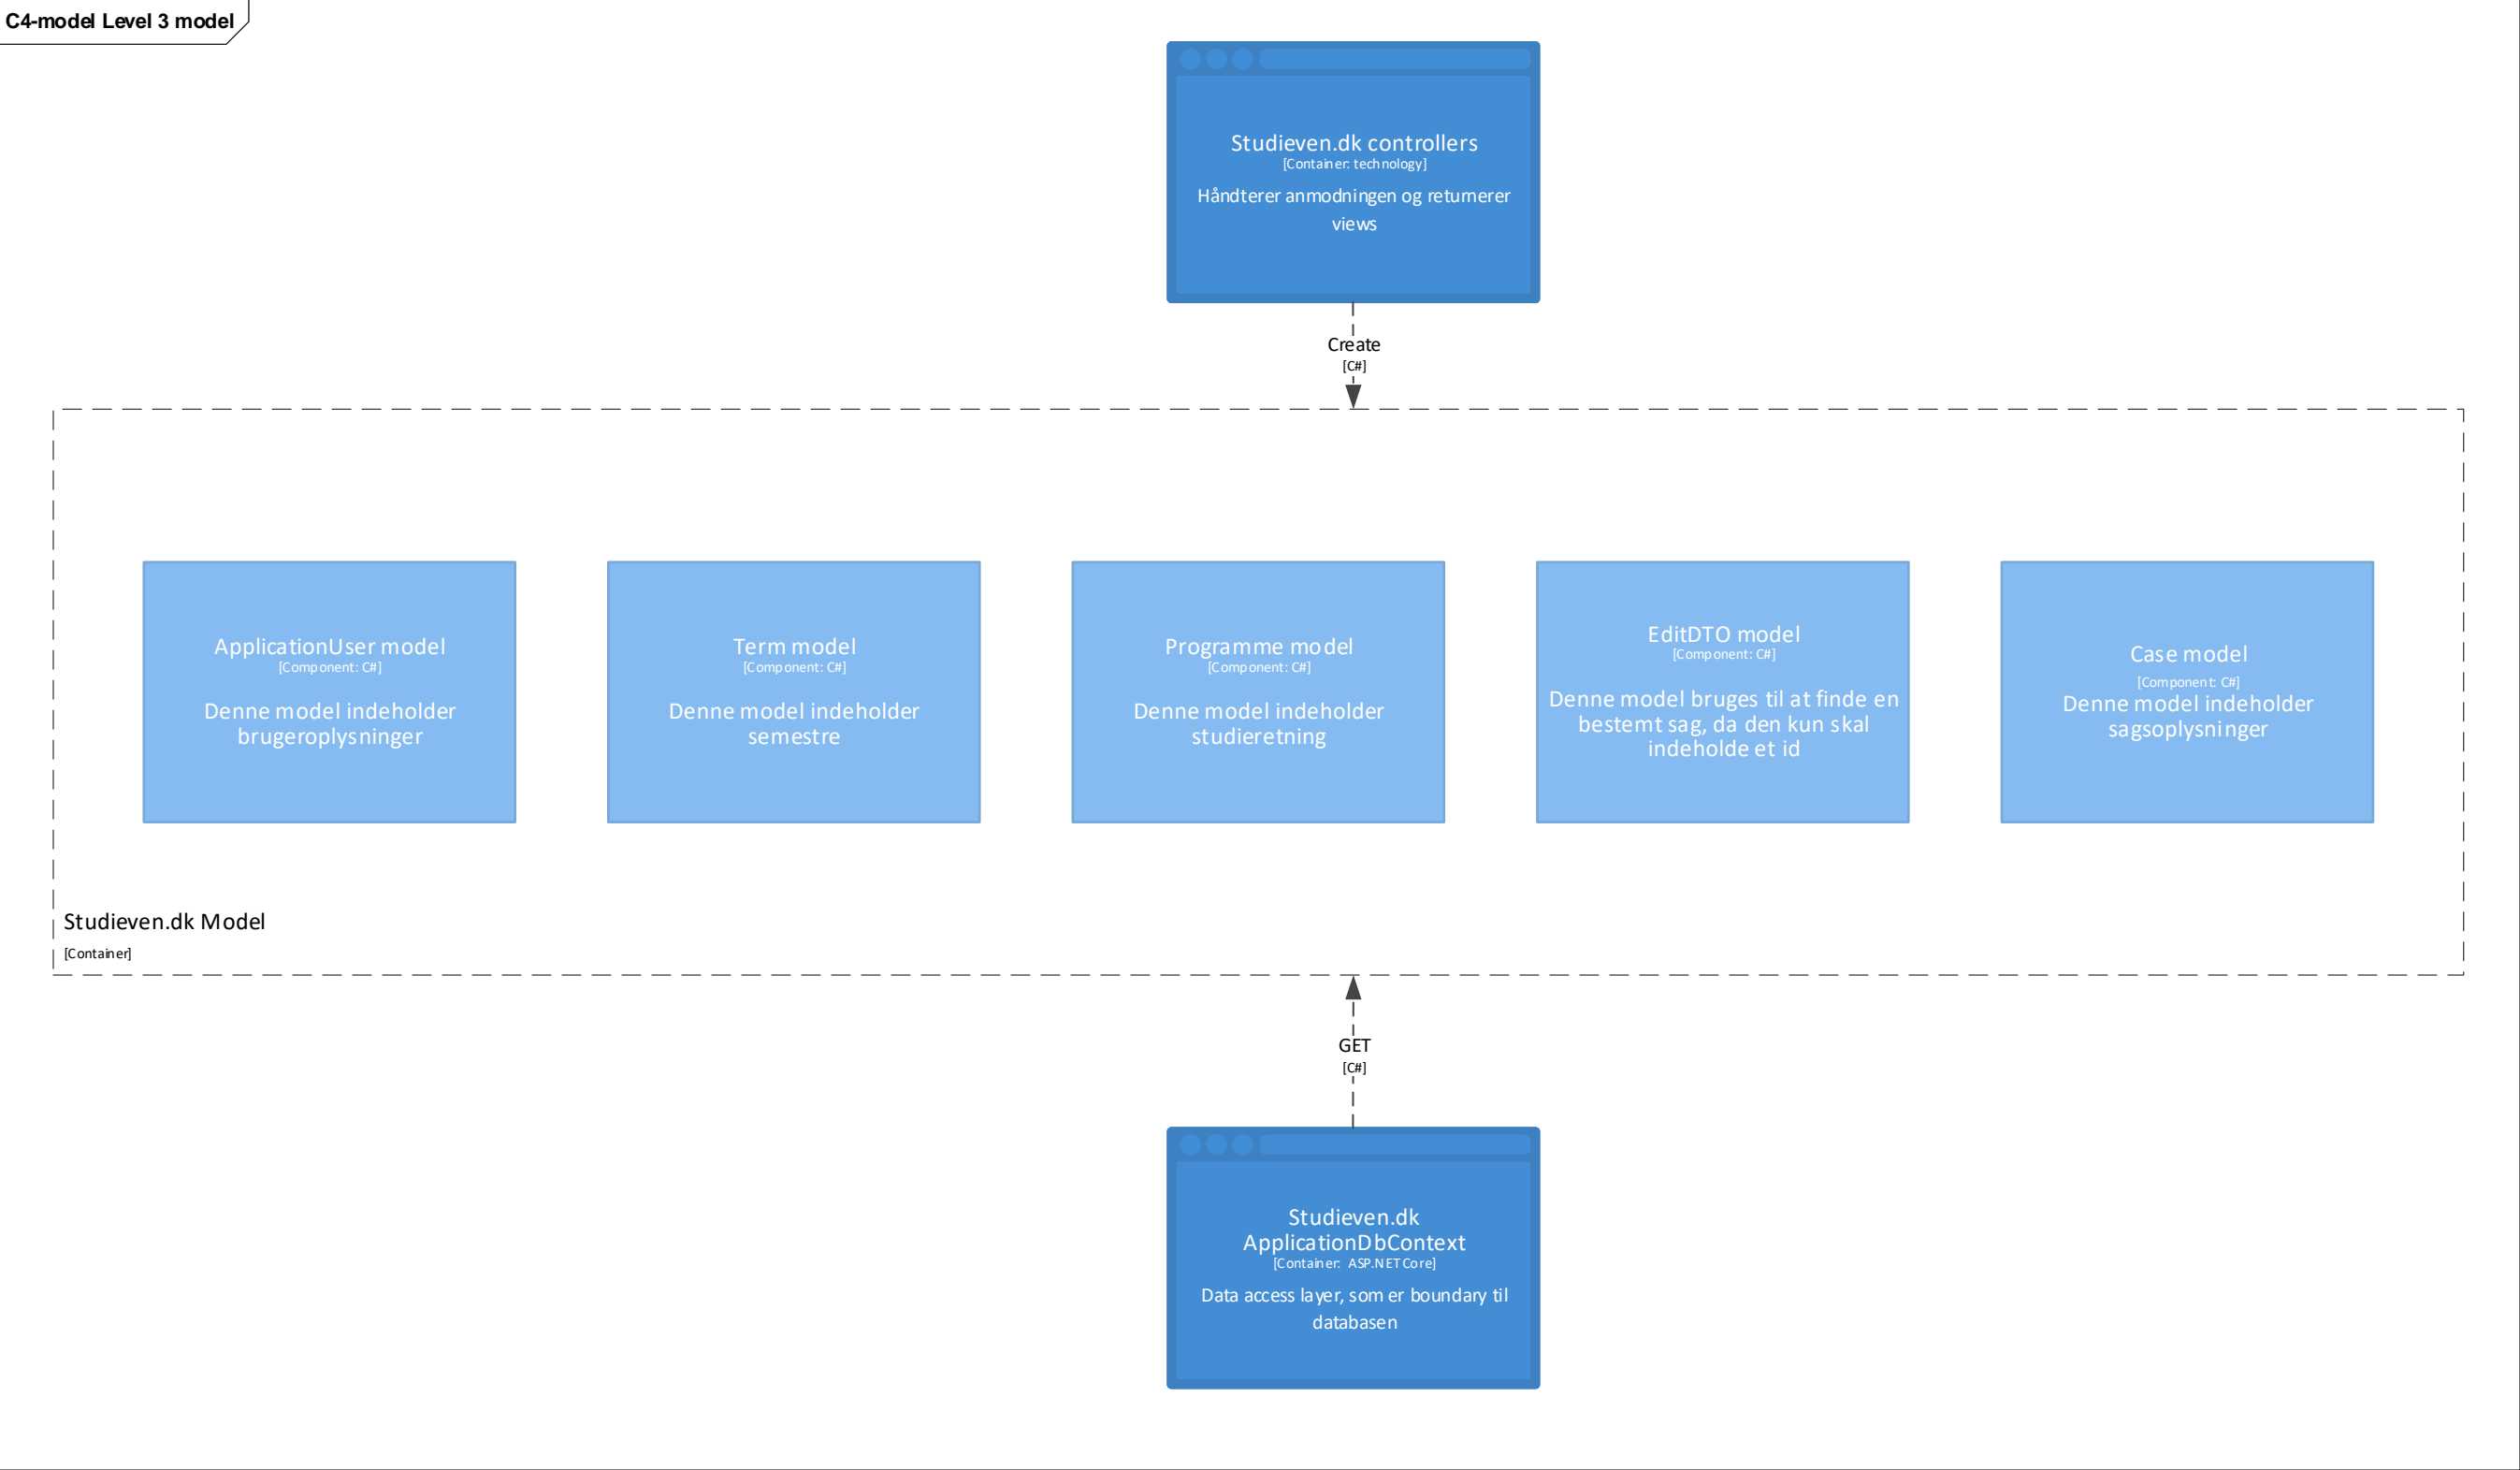 C4-model Level 3 model
Studieven.dk controllers
[Container: technology]
Håndterer anmodningen og returnerer
views
Create
[C#]
ApplicationUser model
[Component: C#]
Denne model indeholder
brugeroplysninger
Term model
[Component: C#]
Denne model indeholder
semestre
Programme model
[Component: C#]
Denne model indeholder
studieretning
EditDTO model
[Component: C#]
Denne model bruges til at finde en
bestemt sag, da den kun skal
indeholde et id
Case model
[Component: C#]
Denne model indeholder
sagsoplysninger
Studieven.dk Model
[Container]
GET
[C#]
Studieven.dk
ApplicationDbContext
[Container: ASP.NET Core]
Data access layer, som er boundary til
databasen